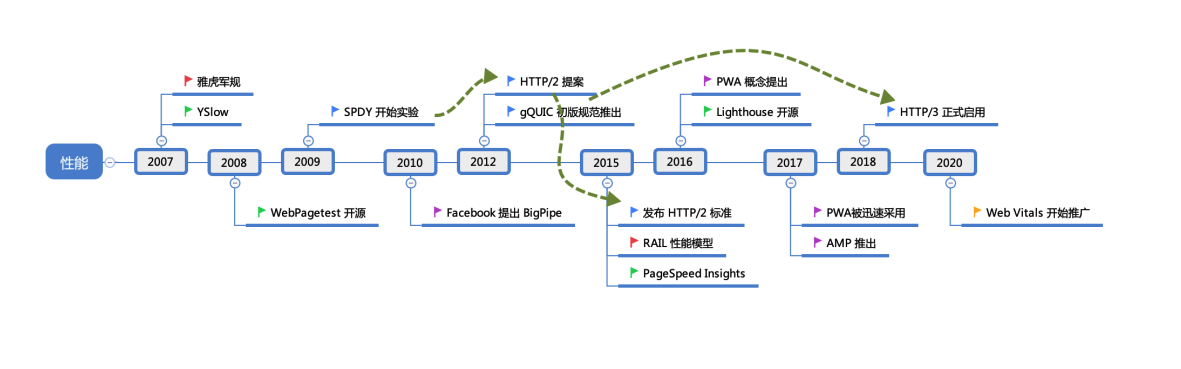 雅虎军规
HTTP/2 提案
PWA 概念提出
YSlow
SPDY 开始实验
gQUIC 初版规范推出
Lighthouse 开源
HTTP/3 正式启用
性能
2007
2008
2009
2010
2012
2015
2016
2017
2018
2020
WebPagetest 开源
Facebook 提出 BigPipe
发布 HTTP/2 标准
PWA被迅速采用
Web Vitals 开始推广
RAIL 性能模型
AMP 推出
PageSpeed Insights